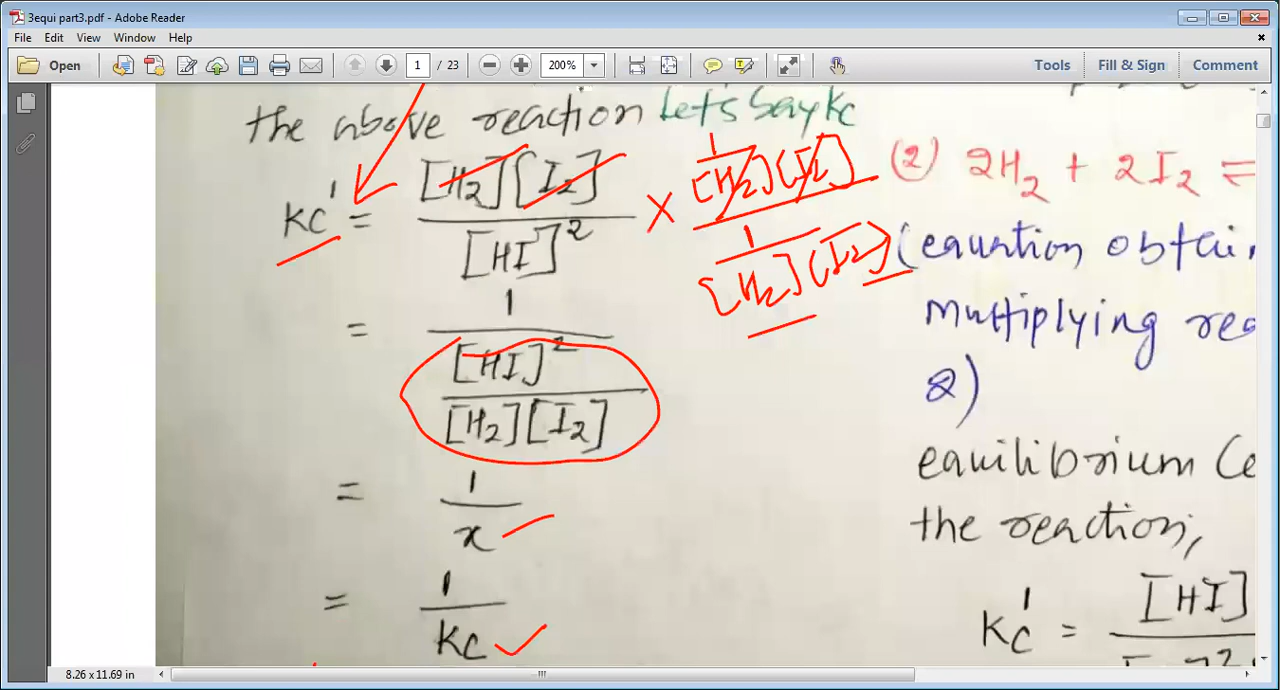 3equi part3.pdf - Adobe Reader
File Edit View Window Help
Open 1 / 23 200% Tools Fill & Sign Comment
the above reaction Let's say Kc
Kc' = [H2][I2] / [HI]^2 × 1/[H2][I2] / 1/[H2][I2]
= 1 / [HI]^2 / [H2][I2]
= 1 / x
= 1 / Kc
(2) 2H2 + 2I2 ⇌
(equation obtai
multiplying rea
2)
equilibrium Co
the reaction,
Kc' = [HI]
8.26 x 11.69 in